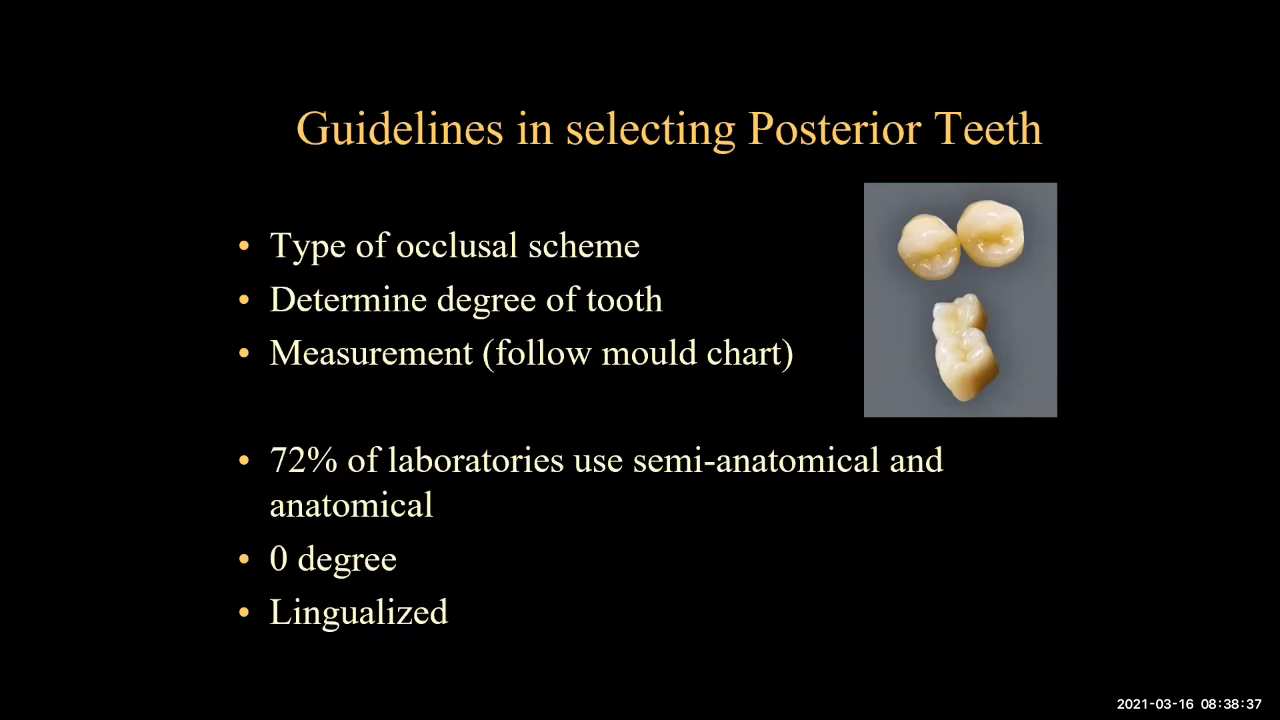 Guidelines in selecting Posterior Teeth
• Type of occlusal scheme
• Determine degree of tooth
• Measurement (follow mould chart)
• 72% of laboratories use semi-anatomical and
anatomical
• 0 degree
• Lingualized
2021-03-16 08:38:37